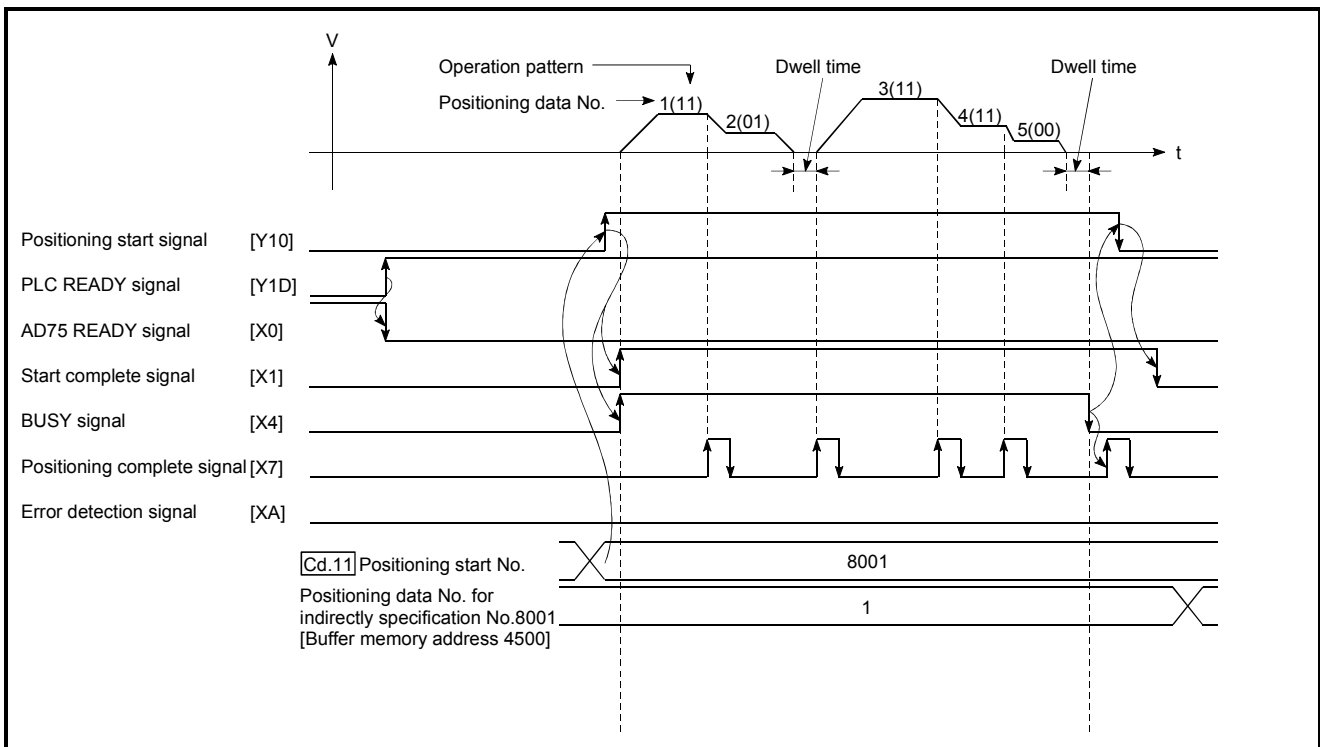 V
Operation pattern
Dwell time
Dwell time
Positioning data No.
1(11)
2(01)
3(11)
4(11)
5(00)
t
Positioning start signal [Y10]
PLC READY signal [Y1D]
AD75 READY signal [X0]
Start complete signal [X1]
BUSY signal [X4]
Positioning complete signal [X7]
Error detection signal [XA]
Cd.11 Positioning start No.
8001
Positioning data No. for
indirectly specification No.8001
[Buffer memory address 4500]
1